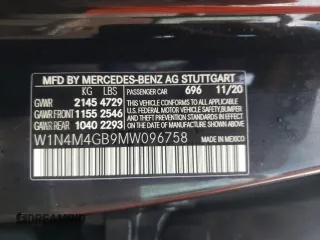 MFD BY MERCEDES-BENZ AG STUTTGART
KG LBS PASSENGER CAR 696 11/20
GVWR 2145 4729
GAWR FRONT 1155 2546
GAWR REAR 1040 2293
THIS VEHICLE CONFORMS TO ALL
APPLICABLE U.S. FEDERAL MOTOR
VEHICLE SAFETY, BUMPER,
AND THEFT PREVENTION
STANDARDS IN EFFECT ON THE DATE OF
MANUFACTURE SHOWN ABOVE.
W1N4M4GB9MW096758
MADE IN MEXICO
DREAMBID